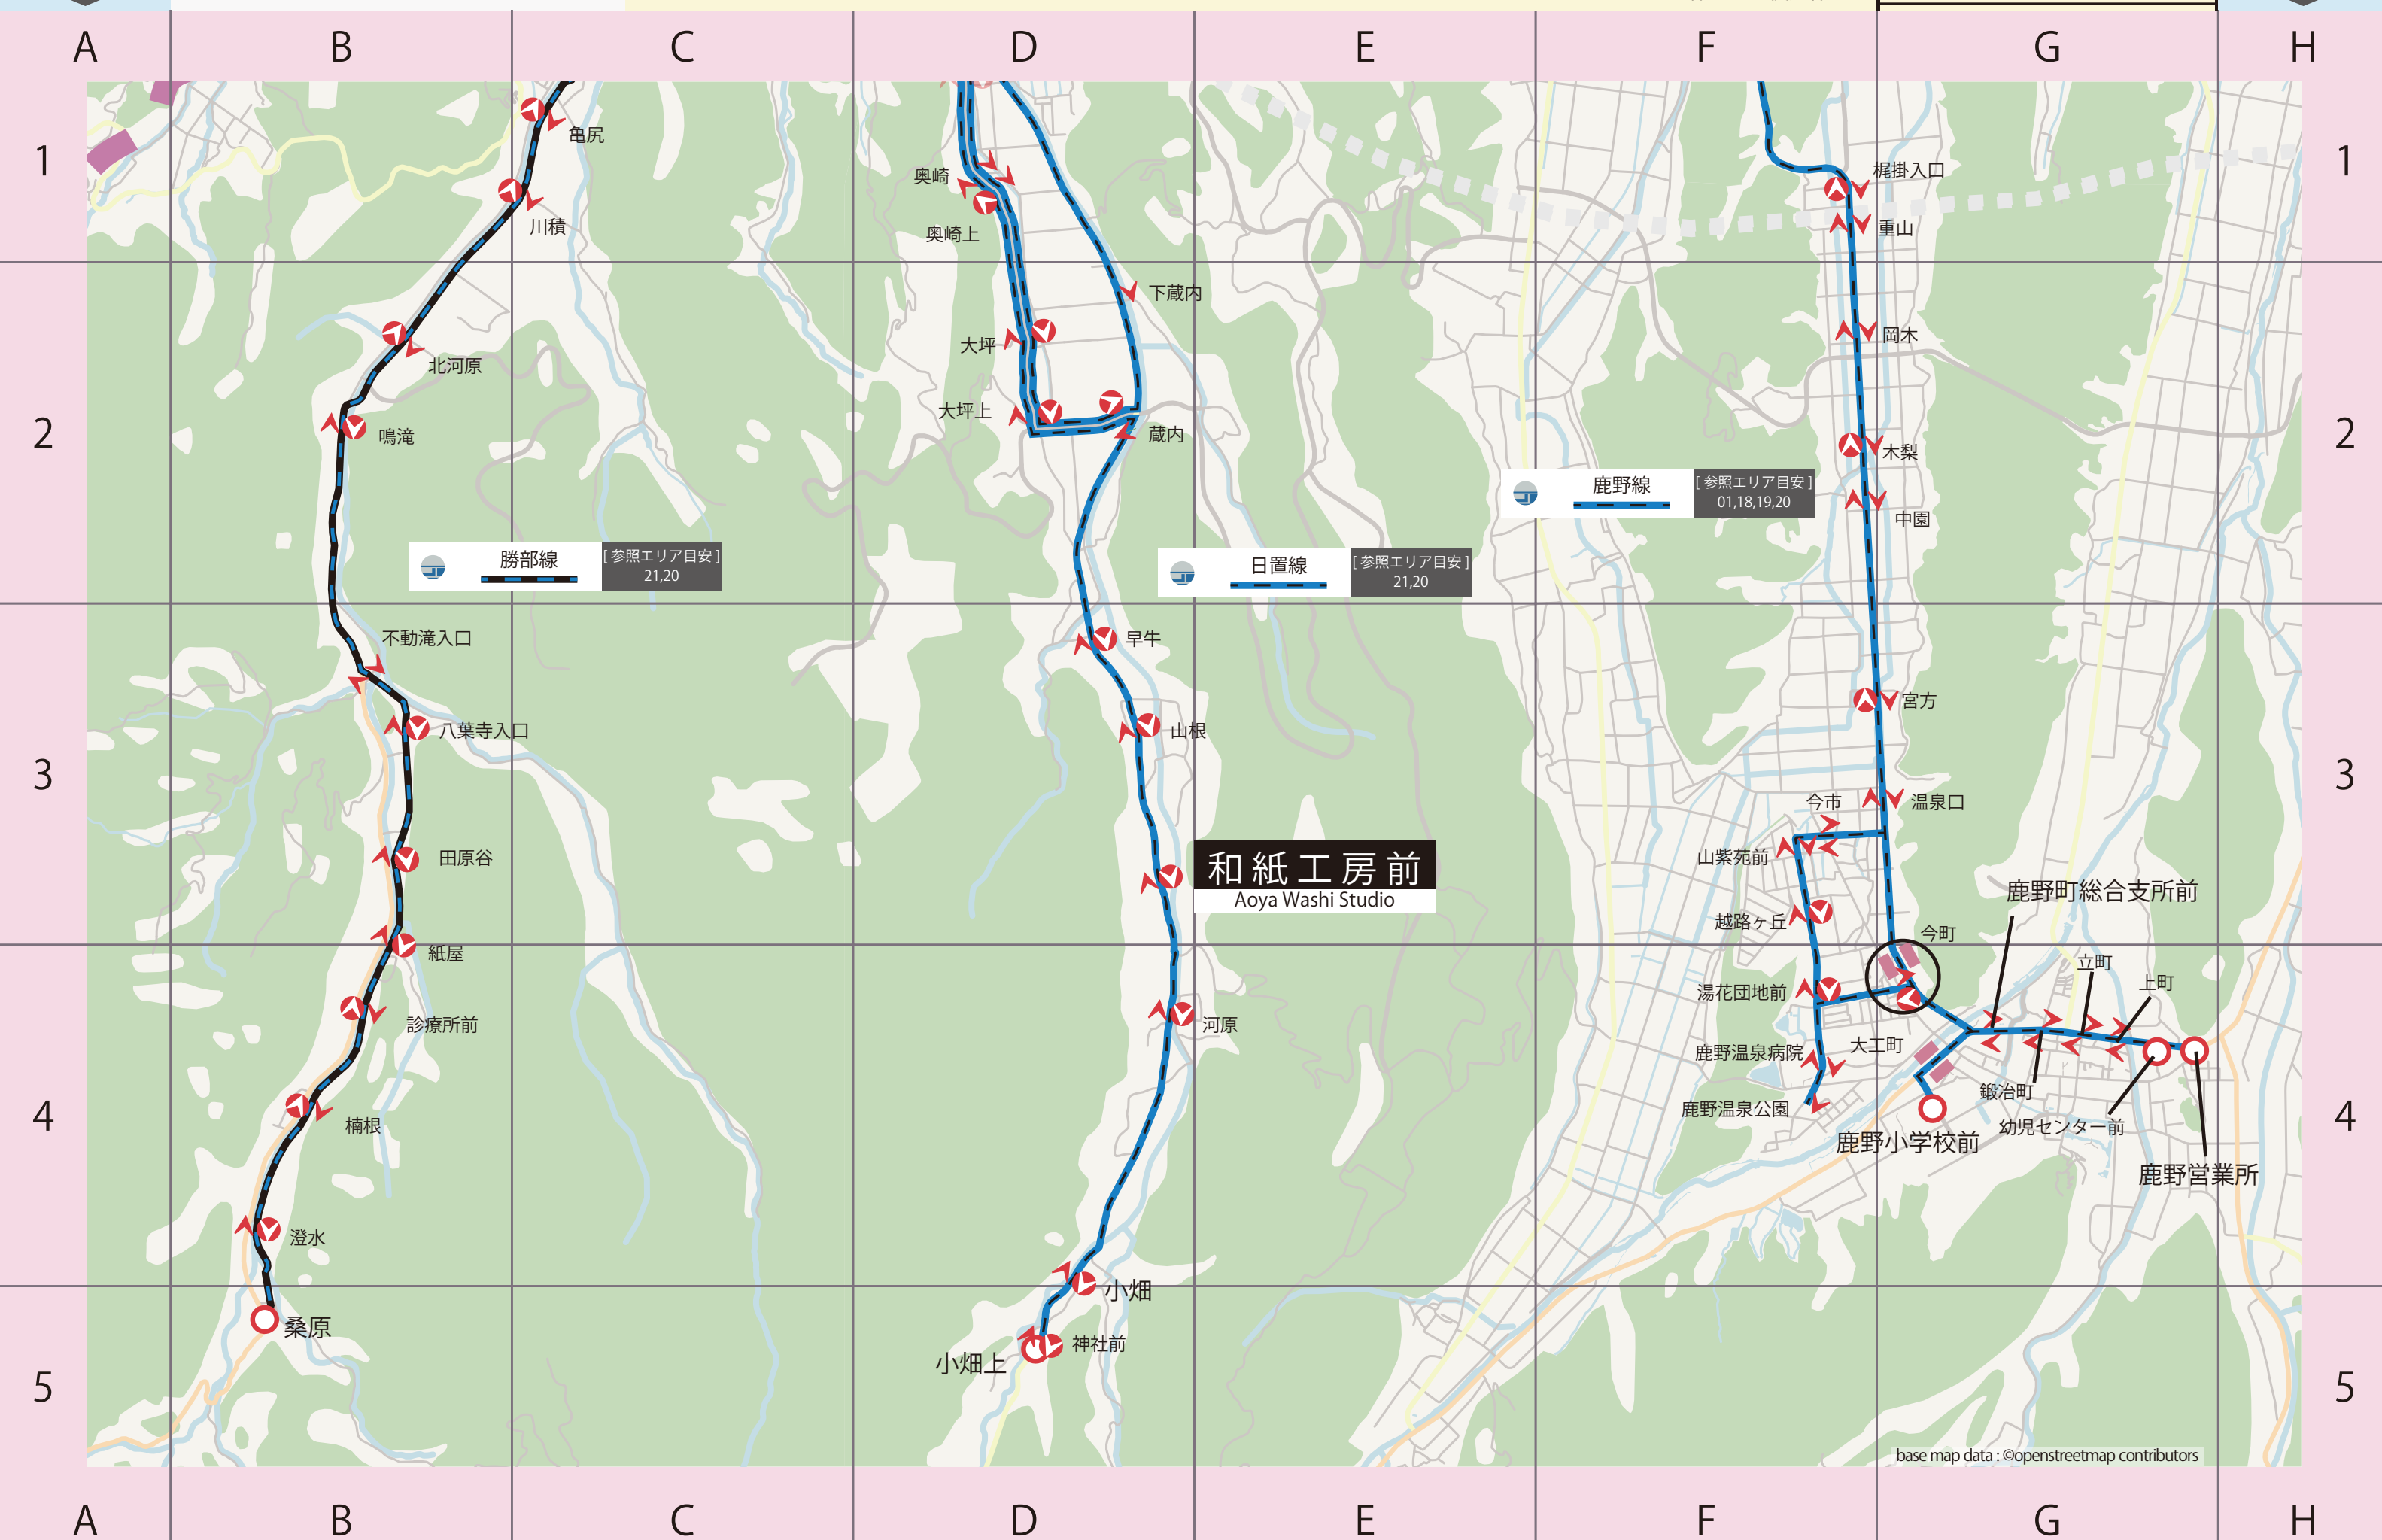 A B C D E F G H
1
亀尻
川積
奥崎
奥崎上
梶掛入口
重山
1
2
北河原
鳴滝
下蔵内
大坪
大坪上
蔵内
岡木
木梨
中園
2
勝部線
[ 参照エリア目安 ]
21,20
日置線
[ 参照エリア目安 ]
21,20
鹿野線
[ 参照エリア目安 ]
01,18,19,20
3
不動滝入口
八葉寺入口
田原谷
早牛
山根
和紙工房前
Aoya Washi Studio
宮方
温泉口
今市
山紫苑前
越路ヶ丘
鹿野町総合支所前
今町
3
4
紙屋
診療所前
楠根
澄水
河原
湯花団地前
立町
上町
鹿野温泉病院
大工町
鍛冶町
鹿野温泉公園
幼児センター前
鹿野小学校前
鹿野営業所
4
5
桑原
小畑
神社前
小畑上
5
base map data : ©openstreetmap contributors
A B C D E F G H